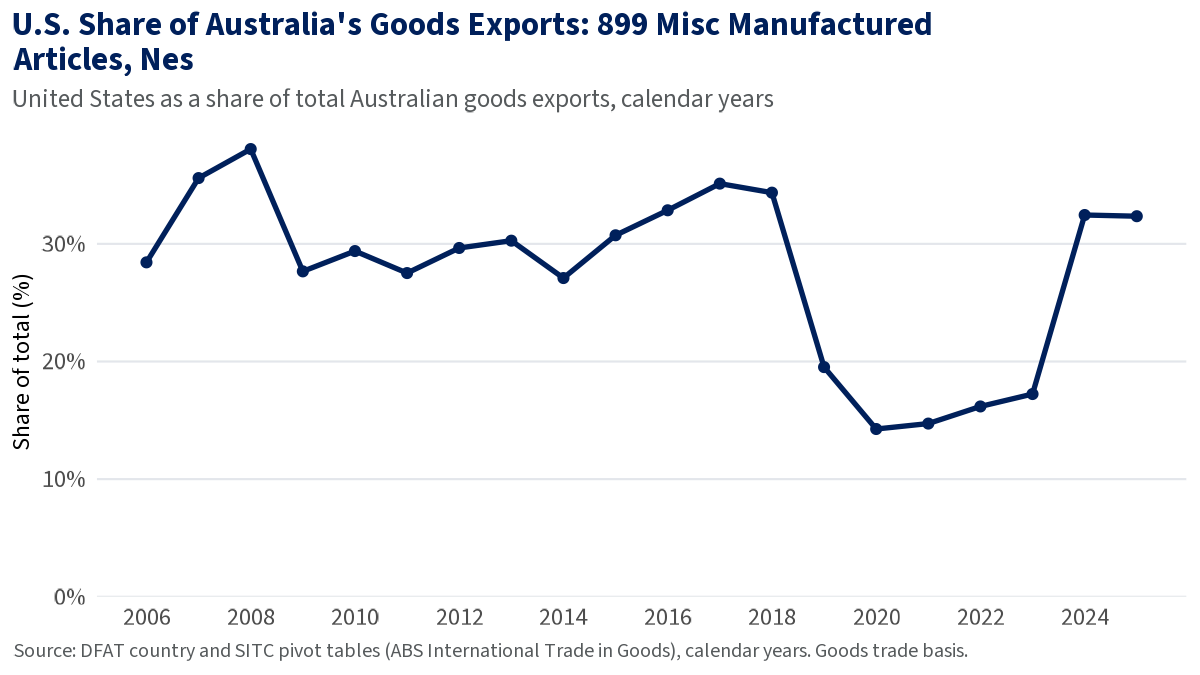 U.S. Share of Australia's Goods Exports: 899 Misc Manufactured
Articles, Nes
United States as a share of total Australian goods exports, calendar years
Share of total (%)
30%
20%
10%
0%
2006 2008 2010 2012 2014 2016 2018 2020 2022 2024
Source: DFAT country and SITC pivot tables (ABS International Trade in Goods), calendar years. Goods trade basis.